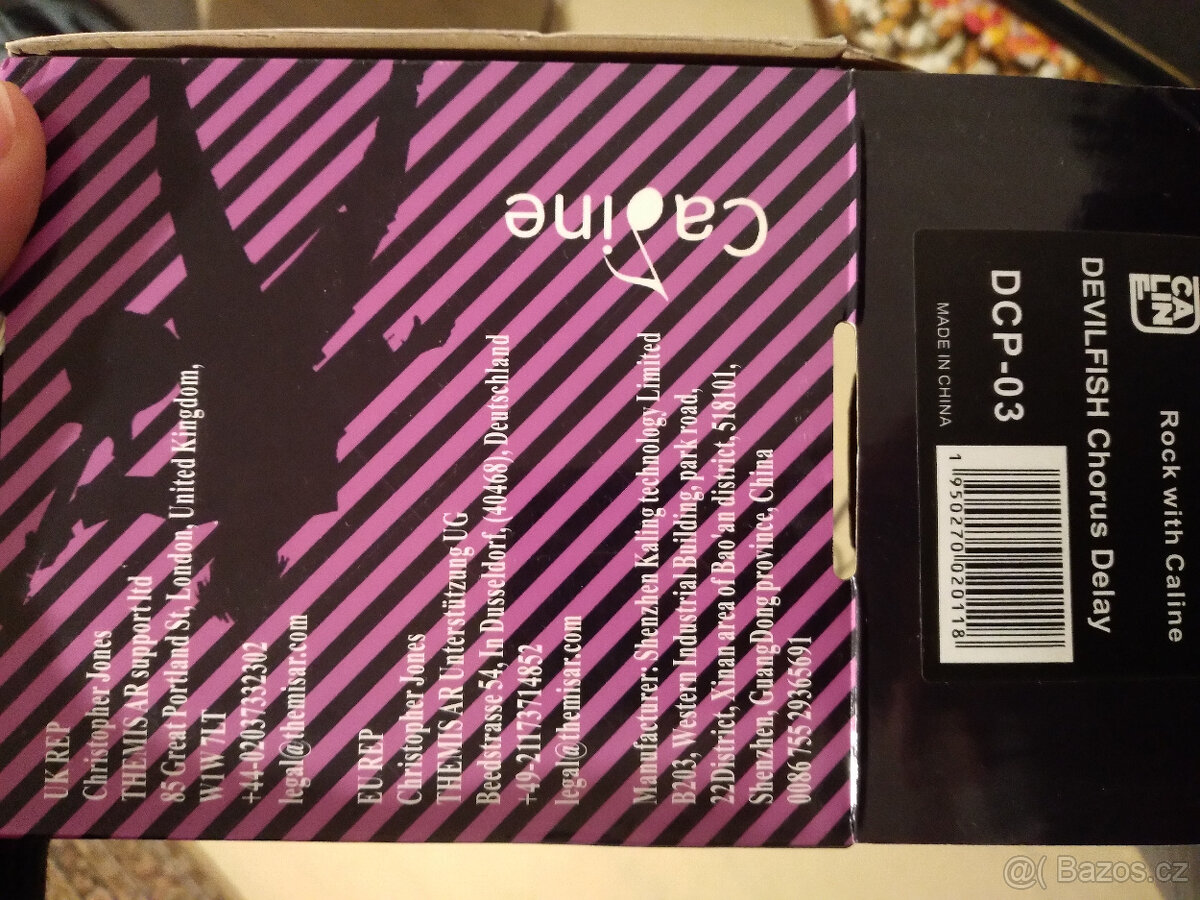 Caline
UK REP
Christopher Jones
THEMIS AR support ltd
85 Great Portland St, London, United Kingdom,
W1W 7LT
+44-02037332302
legal@themisar.com
EU REP
Christopher Jones
THEMIS AR Unterstützung UG
Beedstrasse 54, In Dusseldorf, (40468), Deutschland
+49-21173714852
legal@themisar.com
Manufacturer: Shenzhen Kaling technology Limited
B203, Western Industrial Building, park road,
22District, Xinan area of Bao'an district, 518101,
Shenzhen, GuangDong province, China
0086 755 29365691
CALINE
Rock with Caline
DEVILFISH Chorus Delay
DCP-03
MADE IN CHINA
1 95027 002011 8
@( Bazos.cz